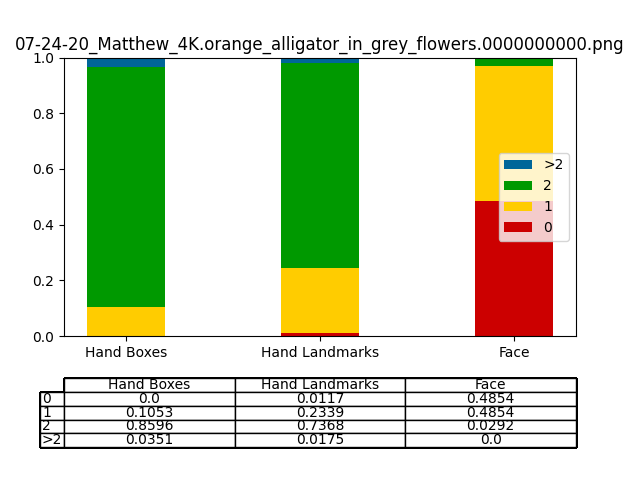 07-24-20_Matthew_4K.orange_alligator_in_grey_flowers.0000000000.png
1.0
0.8
0.6
0.4
0.2
0.0
>2
2
1
0
Hand Boxes Hand Landmarks Face
Hand Boxes Hand Landmarks Face
0 0.0 0.0117 0.4854
1 0.1053 0.2339 0.4854
2 0.8596 0.7368 0.0292
>2 0.0351 0.0175 0.0